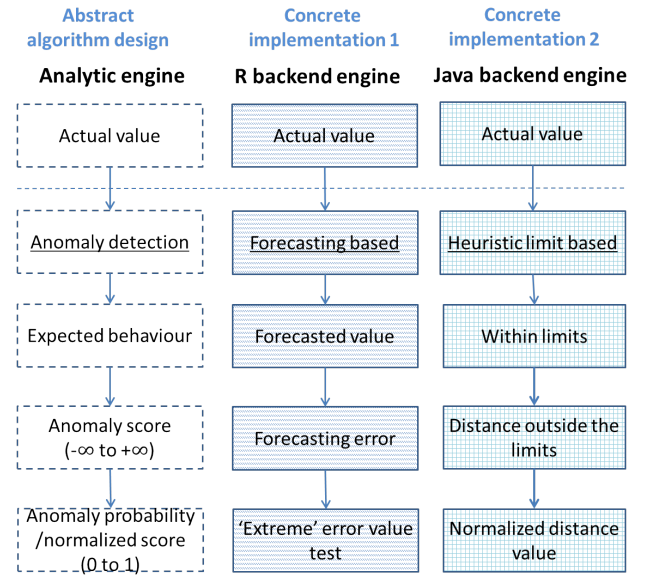 Abstract
algorithm design
Concrete
implementation 1
Concrete
implementation 2
Analytic engine
R backend engine
Java backend engine
Actual value
Actual value
Actual value
Anomaly detection
Forecasting based
Heuristic limit based
Expected behaviour
Forecasted value
Within limits
Anomaly score
(-∞ to +∞)
Forecasting error
Distance outside the
limits
Anomaly probability
/normalized score
(0 to 1)
‘Extreme’ error value
test
Normalized distance
value